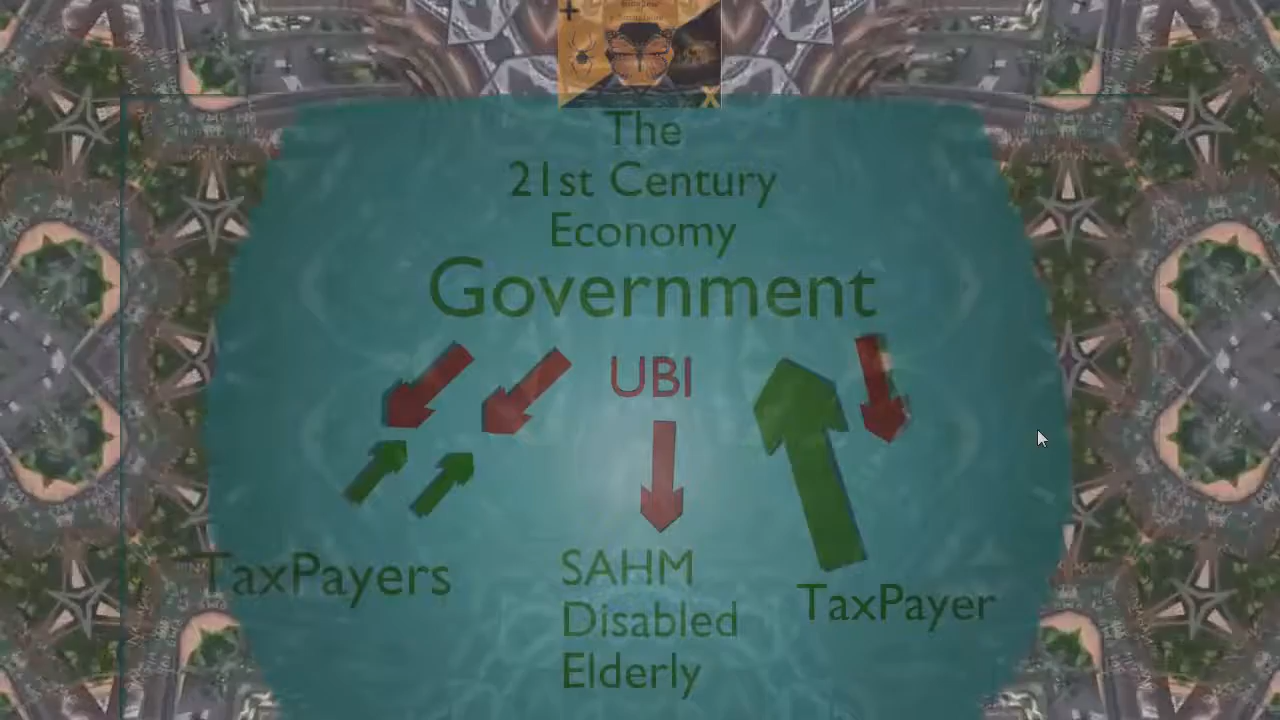 The
21st Century
Economy
Government
UBI
TaxPayers
SAHM
Disabled
Elderly
TaxPayer